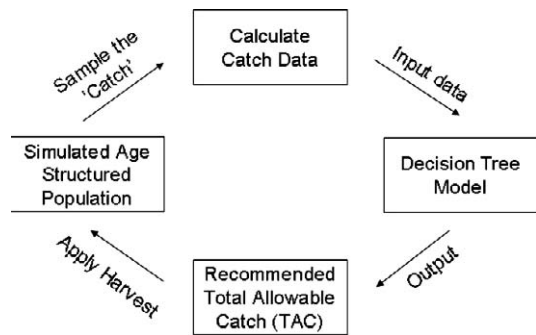 Calculate
Catch Data
Sample the
'Catch'
Input data
Simulated Age
Structured
Population
Decision Tree
Model
Apply Harvest
Output
Recommended
Total Allowable
Catch (TAC)